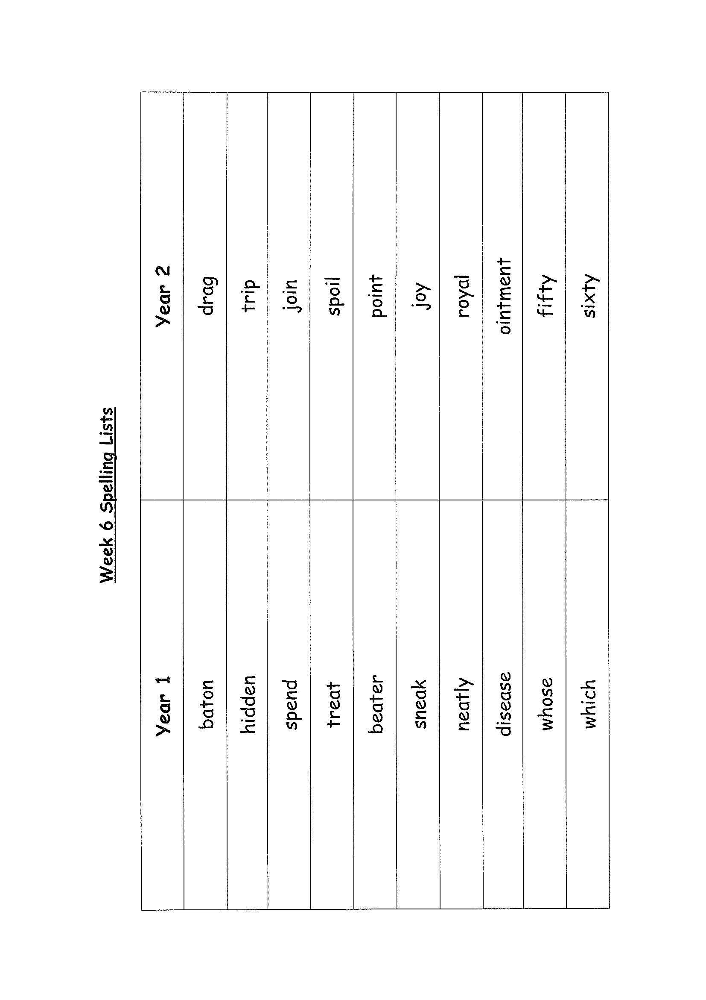 Week 6 Spelling Lists
Year 1 Year 2
baton drag
hidden trip
spend join
treat spoil
beater point
sneak joy
neatly royal
disease ointment
whose fifty
which sixty